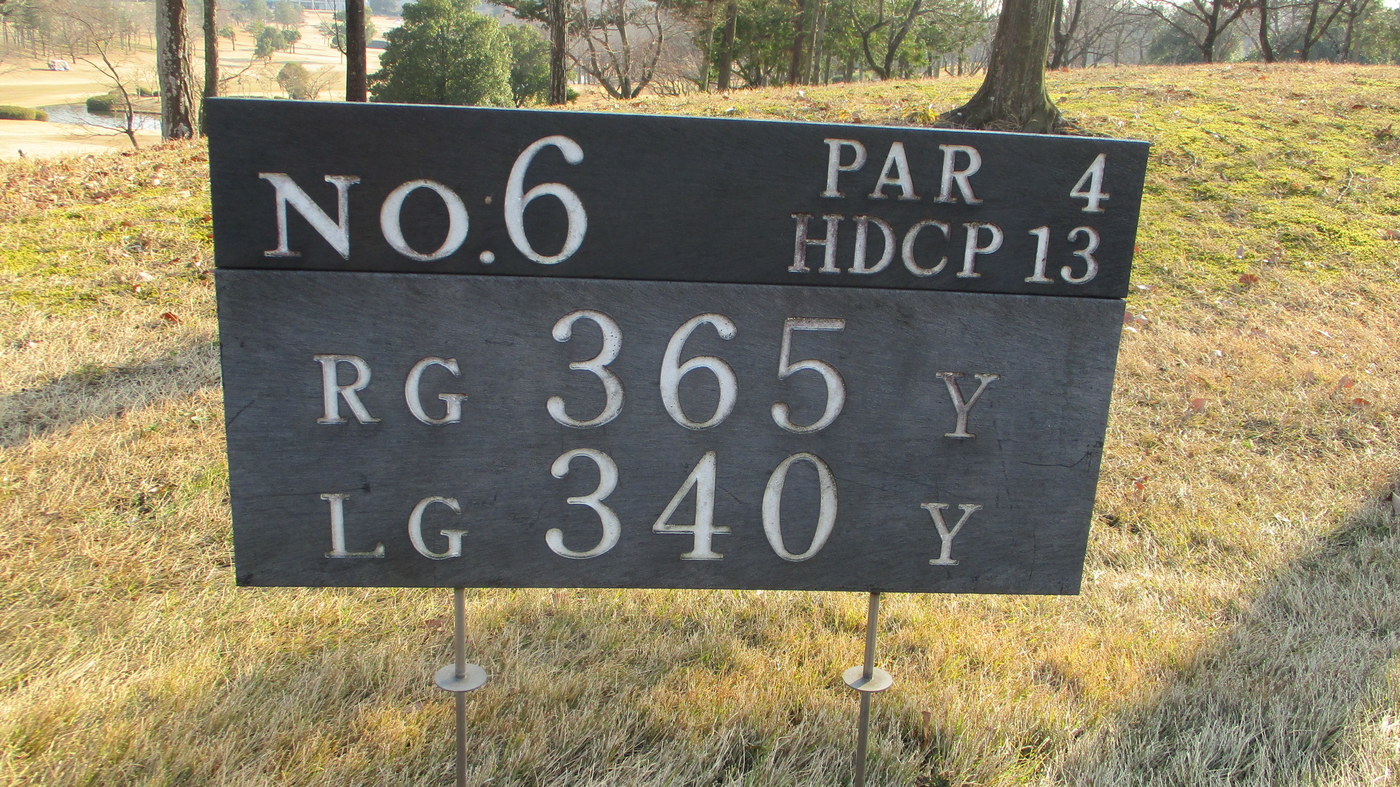 No.6
PAR 4
HDCP 13
RG 365 Y
LG 340 Y